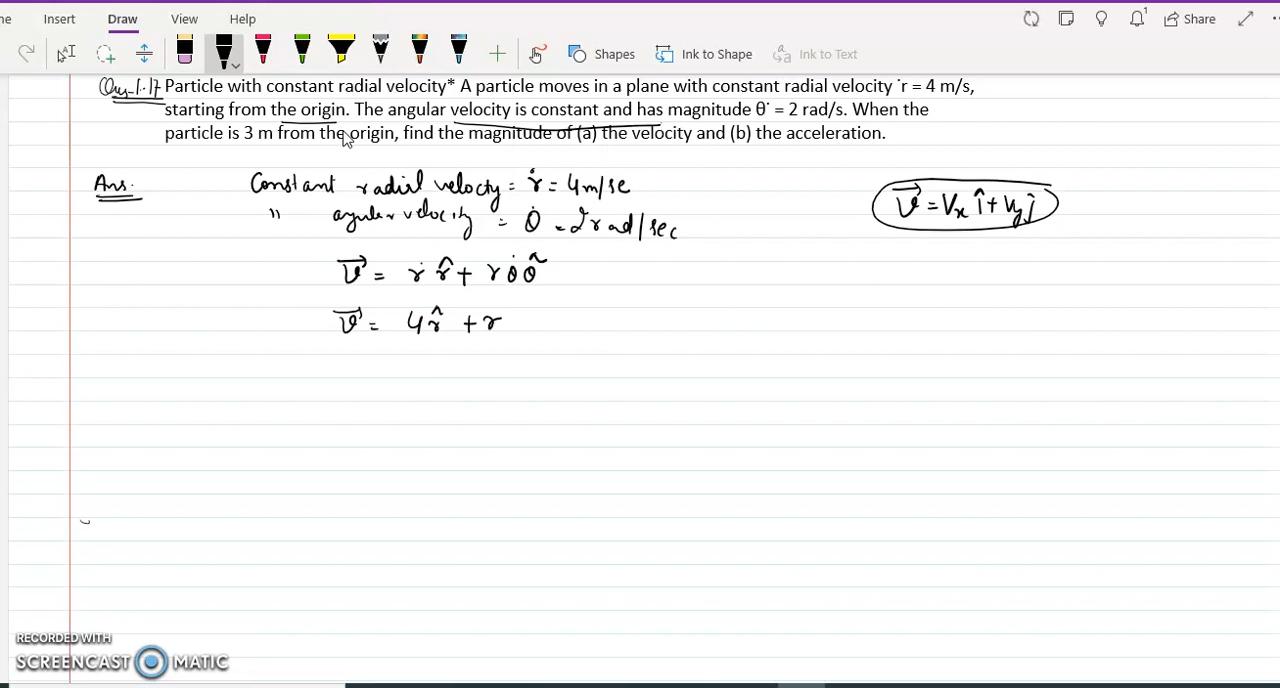 me Insert Draw View Help Share
Shapes Ink to Shape Ink to Text
Que-1.17 Particle with constant radial velocity* A particle moves in a plane with constant radial velocity ˙r = 4 m/s,
starting from the origin. The angular velocity is constant and has magnitude θ˙ = 2 rad/s. When the
particle is 3 m from the origin, find the magnitude of (a) the velocity and (b) the acceleration.
Ans. Constant radial velocty = ṙ = 4m/se
" angular velocity = θ̇ = 2 rad/sec
v⃗ = Vx î + Vy ĵ
v⃗ = ṙ r̂ + r θ̇ θ̂
v⃗ = 4 r̂ + r
RECORDED WITH
SCREENCAST MATIC